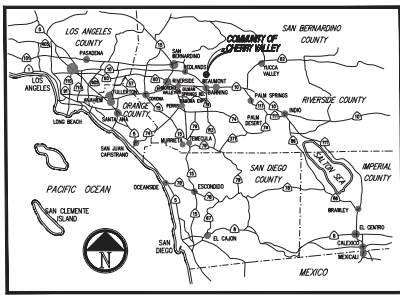 LOS ANGELES
COUNTY
PASADENA
SAN
BERNARDINO
REDLANDS
COMMUNITY OF
CHERRY VALLEY
SAN BERNARDINO
COUNTY
YUCCA
VALLEY
LOS
ANGELES
FULLERTON
ANAHEIM
ORANGE
COUNTY
SANTA ANA
LONG BEACH
CORONA
RIVERSIDE
MORENO
VALLEY
PERRIS
BEAUMONT
BANNING
PALM SPRINGS
RIVERSIDE COUNTY
INDIO
PALM
DESERT
SAN JUAN
CAPISTRANO
MURRIETA
TEMECULA
SALTON SEA
IMPERIAL
COUNTY
SAN DIEGO
COUNTY
PACIFIC OCEAN
OCEANSIDE
ESCONDIDO
SAN CLEMENTE
ISLAND
BRAWLEY
EL CENTRO
CALEXICO
MEXICALI
EL CAJON
SAN
DIEGO
MEXICO
N